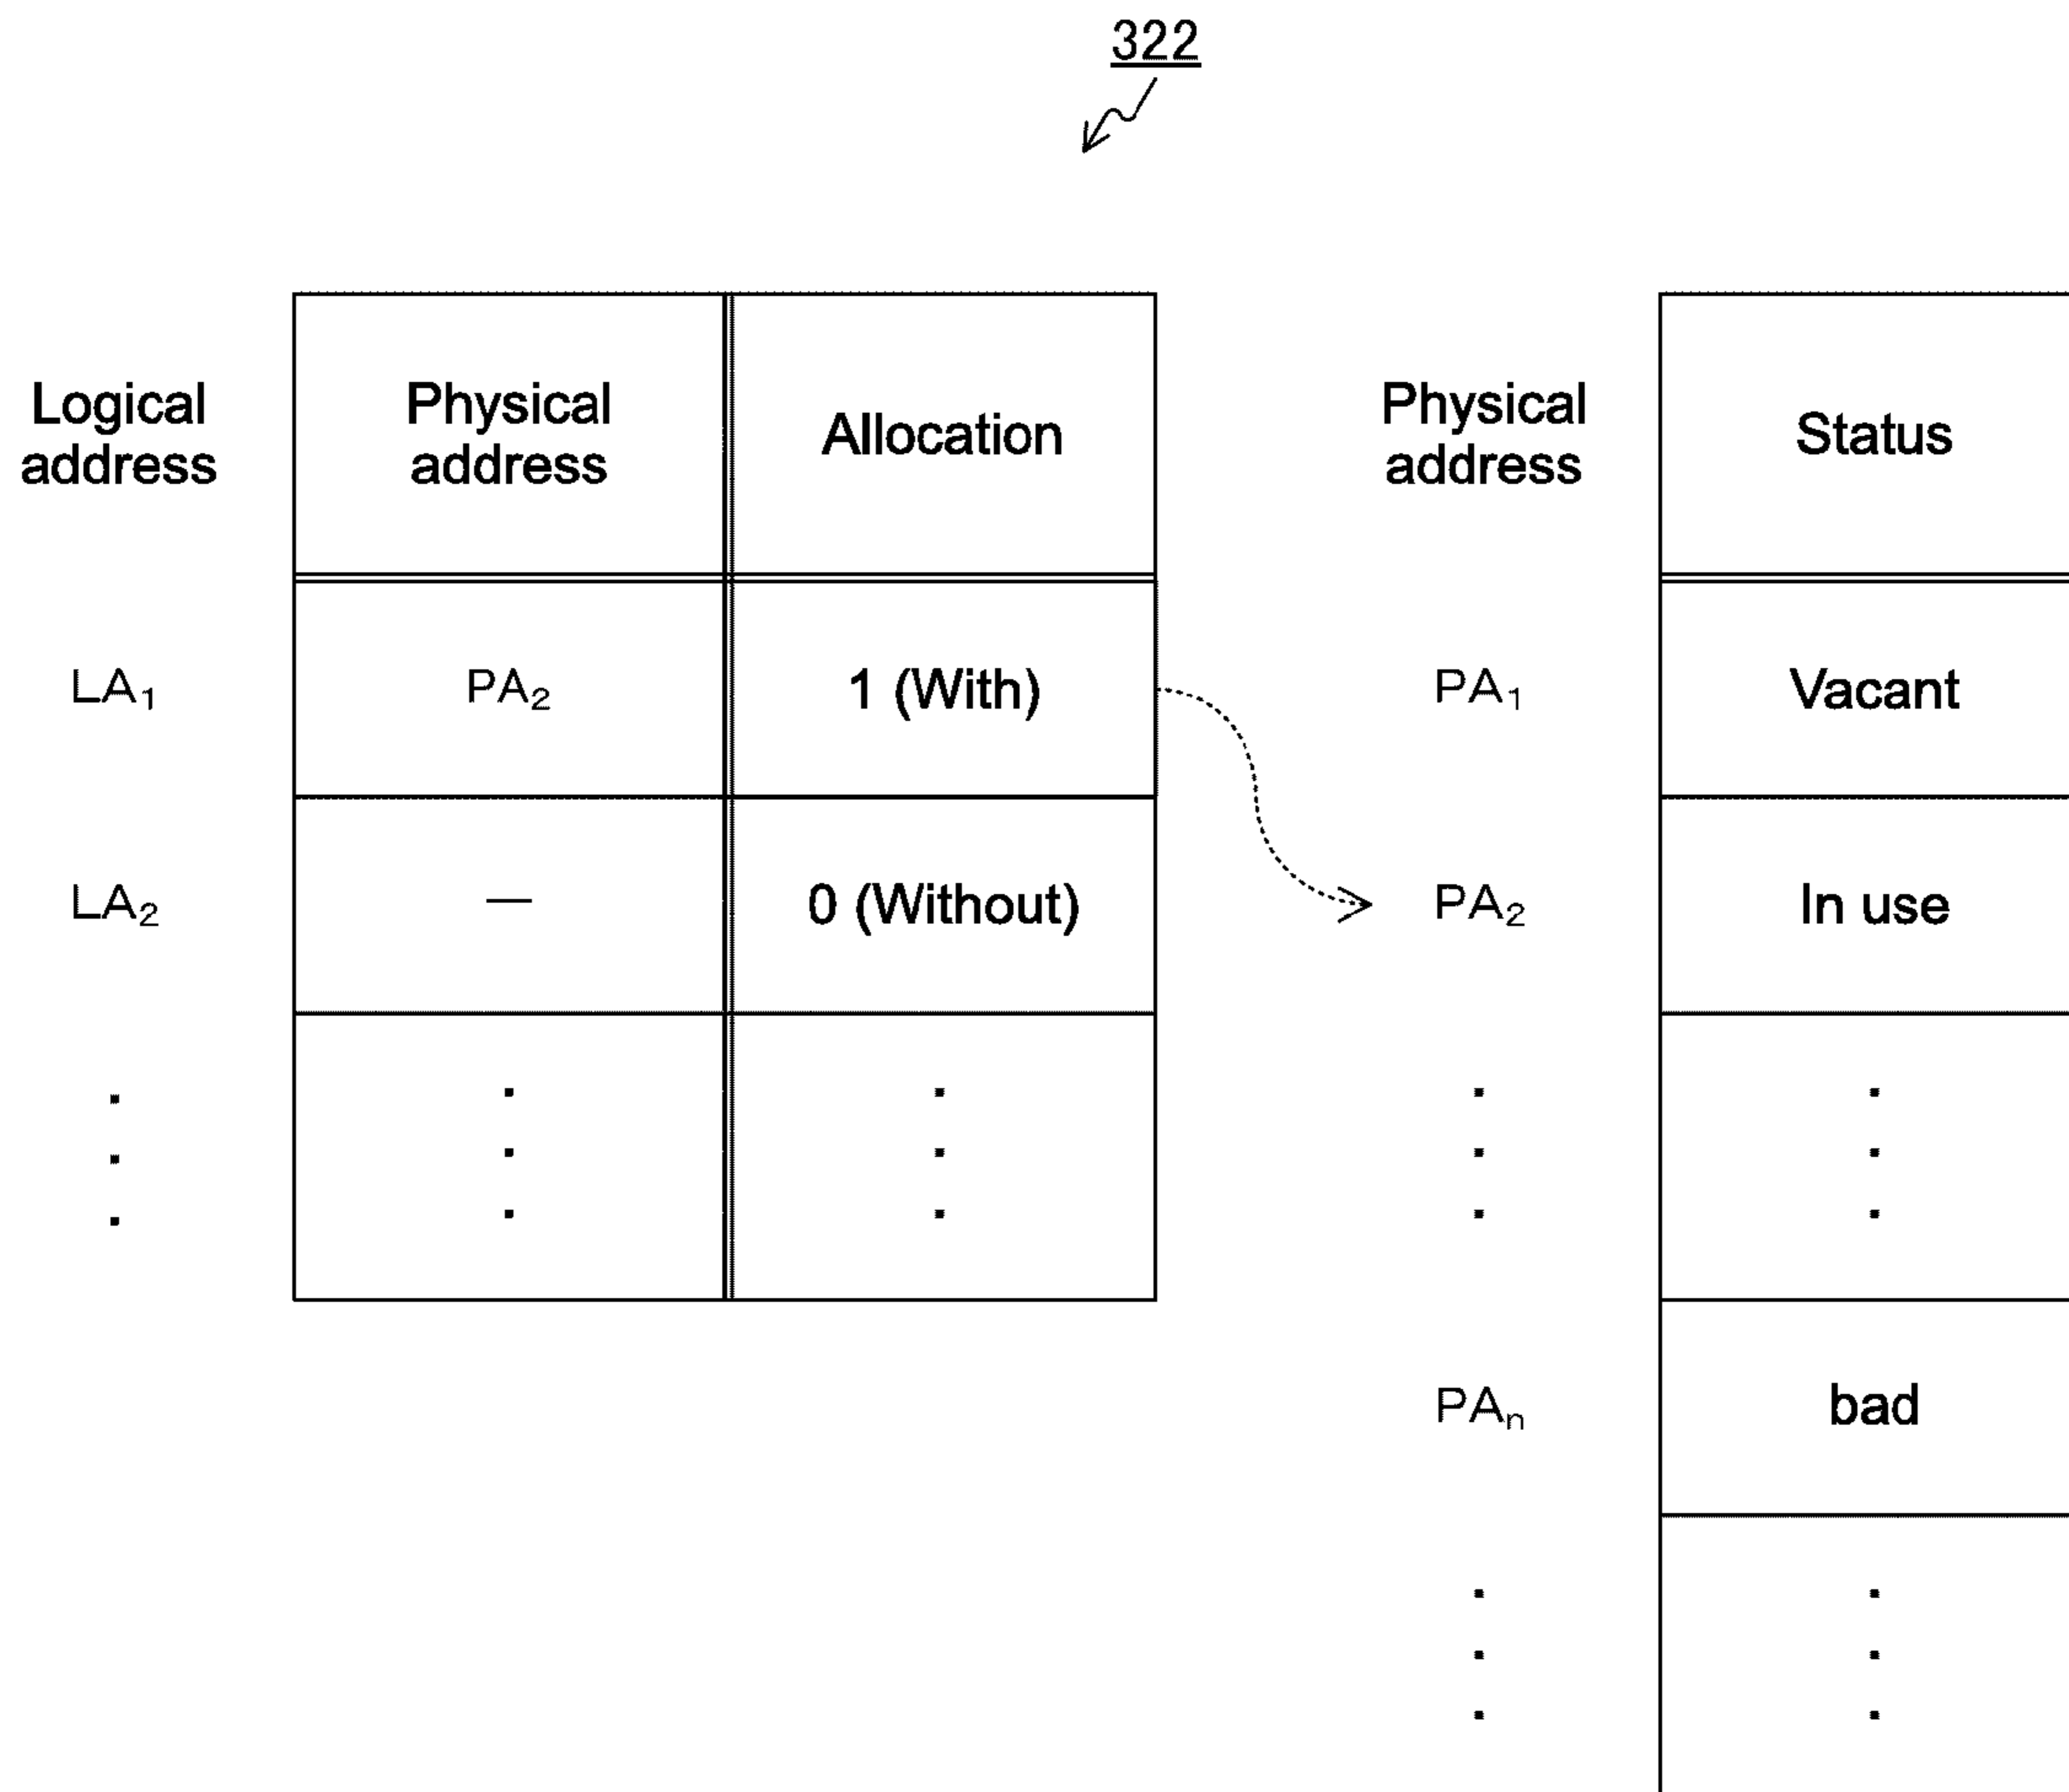 322
Logical address
Physical address
Allocation
Physical address
Status
LA₁
PA₂
1 (With)
PA₁
Vacant
LA₂
—
0 (Without)
PA₂
In use
PAₙ
bad